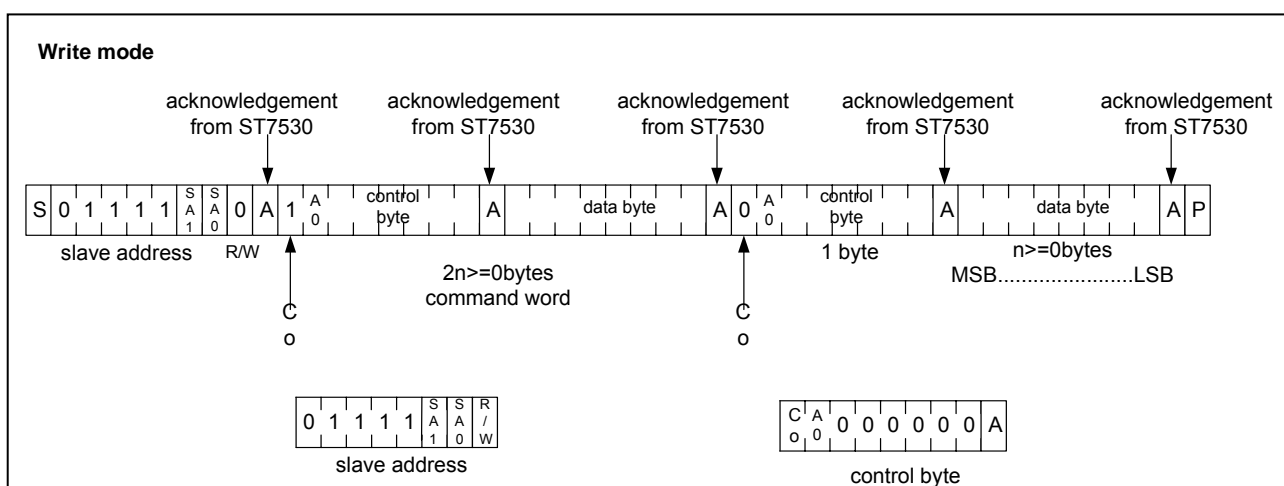 Write mode
acknowledgement from ST7530
acknowledgement from ST7530
acknowledgement from ST7530
acknowledgement from ST7530
acknowledgement from ST7530
S 0 1 1 1 1 SA1 SA0 0 A 1 A0 control byte A data byte A 0 A0 control byte A data byte A P
slave address R/W 1 byte n>=0bytes
2n>=0bytes MSB.......................LSB
command word
Co Co
0 1 1 1 1 SA1 SA0 R/W Co A0 0 0 0 0 0 0 A
slave address control byte